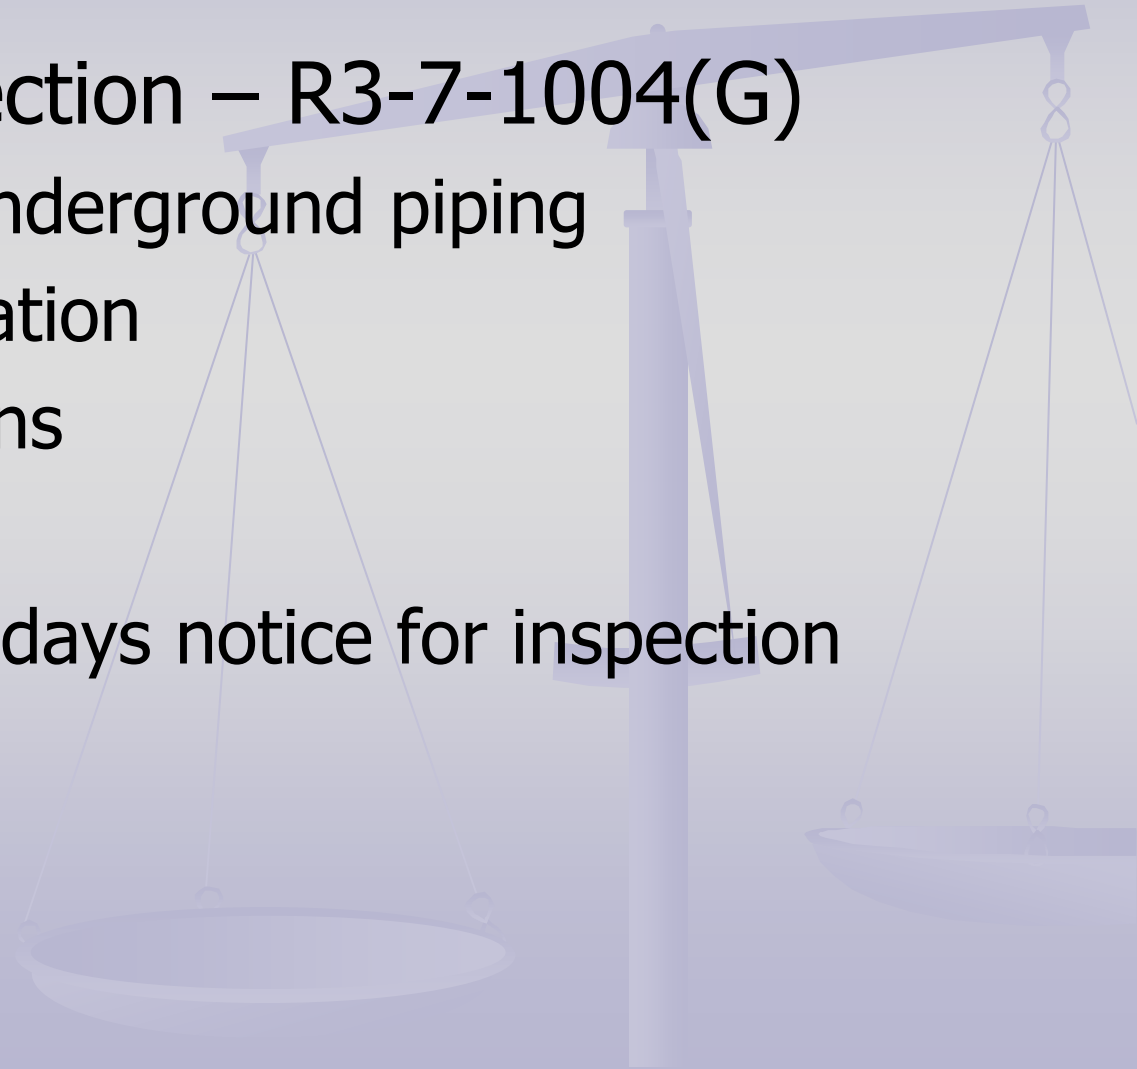 ection – R3-7-1004(G)
nderground piping
ation
ns
days notice for inspection